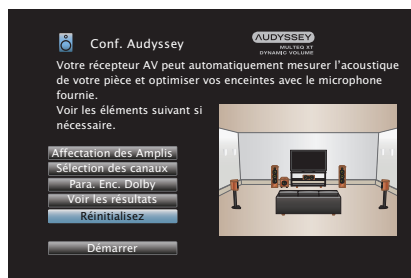 Conf. Audyssey
AUDYSSEY
MULTEQ XT
DYNAMIC VOLUME
Votre récepteur AV peut automatiquement mesurer l'acoustique
de votre pièce et optimiser vos enceintes avec le microphone
fournie.
Voir les éléments suivant si
nécessaire.
Affectation des Amplis
Sélection des canaux
Para. Enc. Dolby
Voir les résultats
Réinitialisez
Démarrer